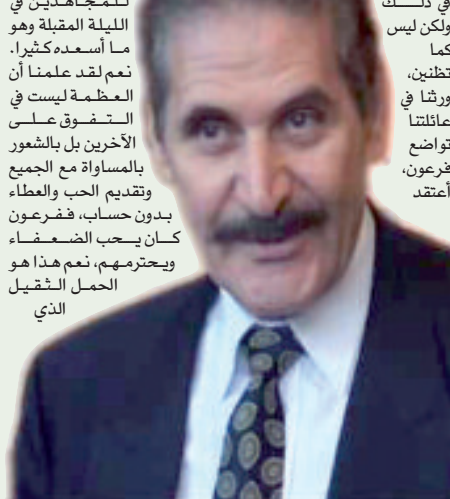 في ذلك
ولكن ليس
كما
تظنين،
ورثنا في
عائلتنا
تواضع
فرعون،
أعتقد
للمجاهدين في
الليلة المقبلة وهو
ما أسعده كثيرا.
نعم لقد علمنا أن
العظمة ليست في
التفوق على
الآخرين بل بالشعور
بالمساواة مع الجميع
وتقديم الحب والعطاء
بدون حساب، ففرعون
كان يحب الضعفاء
ويحترمهم، نعم هذا هو
الحمل الثقيل
الذي